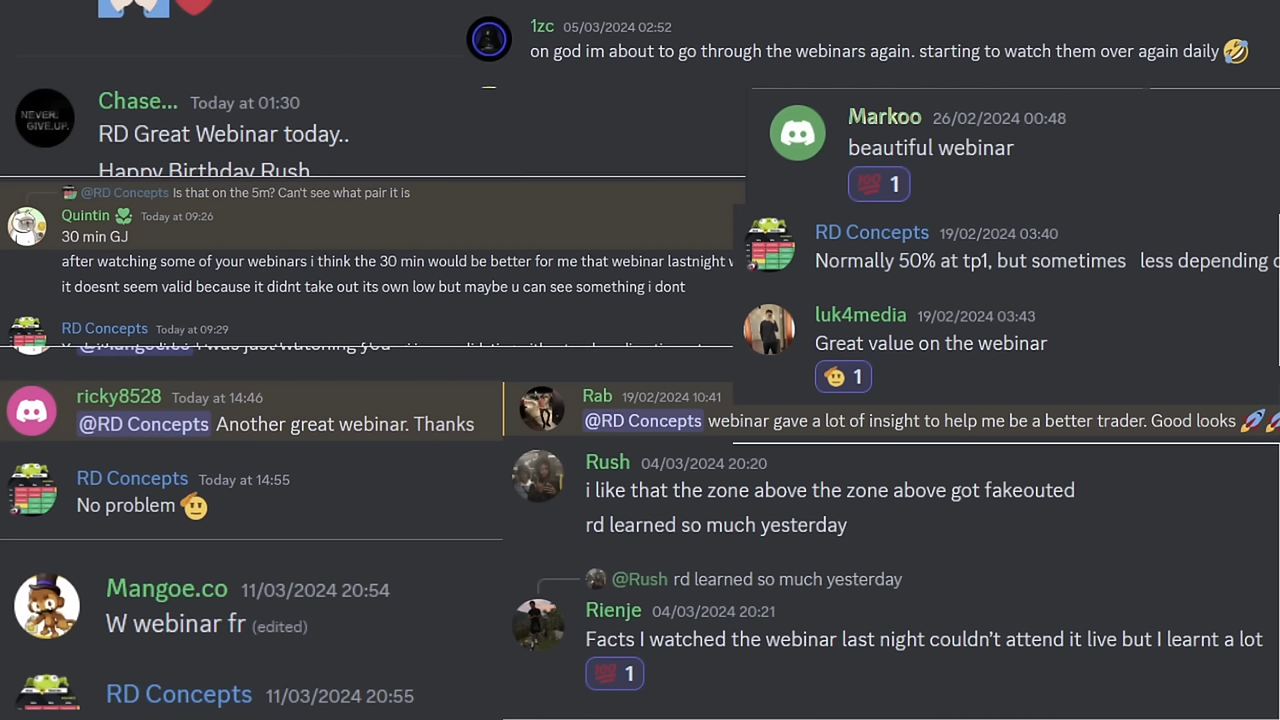 1zc 05/03/2024 02:52
on god im about to go through the webinars again. starting to watch them over again daily 🤣
NEVER GIVE UP.
Chase... Today at 01:30
RD Great Webinar today..
Happy Birthday Rush
Markoo 26/02/2024 00:48
beautiful webinar
💯 1
@RD Concepts Is that on the 5m? Can't see what pair it is
Quintin Today at 09:26
30 min GJ
after watching some of your webinars i think the 30 min would be better for me that webinar lastnight
it doesnt seem valid because it didnt take out its own low but maybe u can see something i dont
RD Concepts Today at 09:29
@Mangoe.co I was just watching you
RD Concepts 19/02/2024 03:40
Normally 50% at tp1, but sometimes less depending
luk4media 19/02/2024 03:43
Great value on the webinar
🫡 1
ricky8528 Today at 14:46
@RD Concepts Another great webinar. Thanks
RD Concepts Today at 14:55
No problem 🫡
Rab 19/02/2024 10:41
@RD Concepts webinar gave a lot of insight to help me be a better trader. Good looks 🚀🚀
Rush 04/03/2024 20:20
i like that the zone above the zone above got fakeouted
rd learned so much yesterday
@Rush rd learned so much yesterday
Rienje 04/03/2024 20:21
Facts I watched the webinar last night couldn't attend it live but I learnt a lot
💯 1
Mangoe.co 11/03/2024 20:54
W webinar fr (edited)
RD Concepts 11/03/2024 20:55